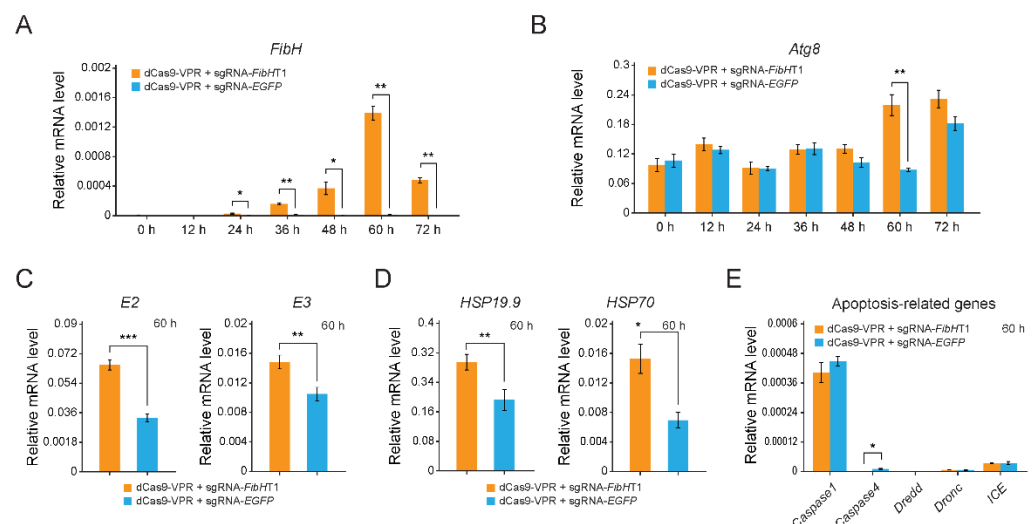 A
FibH
dCas9-VPR + sgRNA-FibHT1
dCas9-VPR + sgRNA-EGFP
Relative mRNA level
0.002
0.0016
0.0012
0.0008
0.0004
0
* ** * ** **
0 h 12 h 24 h 36 h 48 h 60 h 72 h
B
Atg8
dCas9-VPR + sgRNA-FibHT1
dCas9-VPR + sgRNA-EGFP
Relative mRNA level
0.3
0.24
0.18
0.12
0.06
0
**
0 h 12 h 24 h 36 h 48 h 60 h 72 h
C
E2
60 h
Relative mRNA level
0.09
0.072
0.054
0.036
0.0018
0
***
E3
60 h
Relative mRNA level
0.02
0.016
0.012
0.008
0.004
0
**
dCas9-VPR + sgRNA-FibHT1
dCas9-VPR + sgRNA-EGFP
D
HSP19.9
60 h
Relative mRNA level
0.4
0.32
0.24
0.16
0.08
0
**
HSP70
60 h
Relative mRNA level
0.02
0.016
0.012
0.008
0.004
0
*
dCas9-VPR + sgRNA-FibHT1
dCas9-VPR + sgRNA-EGFP
E
Apoptosis-related genes
dCas9-VPR + sgRNA-FibHT1
dCas9-VPR + sgRNA-EGFP
60 h
Relative mRNA level
0.0006
0.00048
0.00036
0.00024
0.00012
0
*
Caspase1 Caspase4 Dredd Dronc ICE